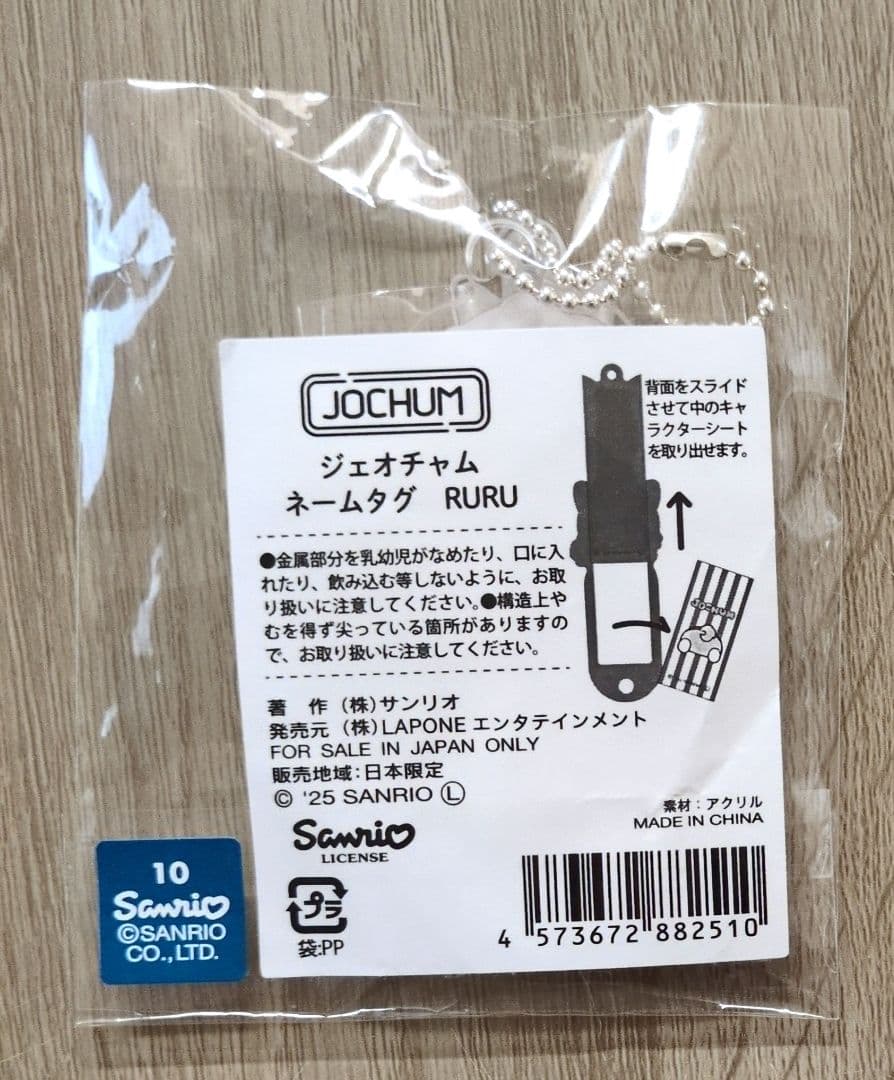 JOCHUM
ジェオチャム
ネームタグ RURU
背面をスライド
させて中のキャ
ラクターシート
を取り出せます。
●金属部分を乳幼児がなめたり、口に入
れたり、飲み込む等しないように、お取
り扱いに注意してください。●構造上や
むを得ず尖っている箇所がありますの
で、お取り扱いに注意してください。
JOCHUM
著 作 (株)サンリオ
発売元 (株)LAPONE エンタテインメント
FOR SALE IN JAPAN ONLY
販売地域:日本限定
© '25 SANRIO Ⓛ
素材:アクリル
MADE IN CHINA
Sanrio
LICENSE
プラ
袋:PP
4 573672 882510
10
Sanrio
©SANRIO
CO.,LTD.